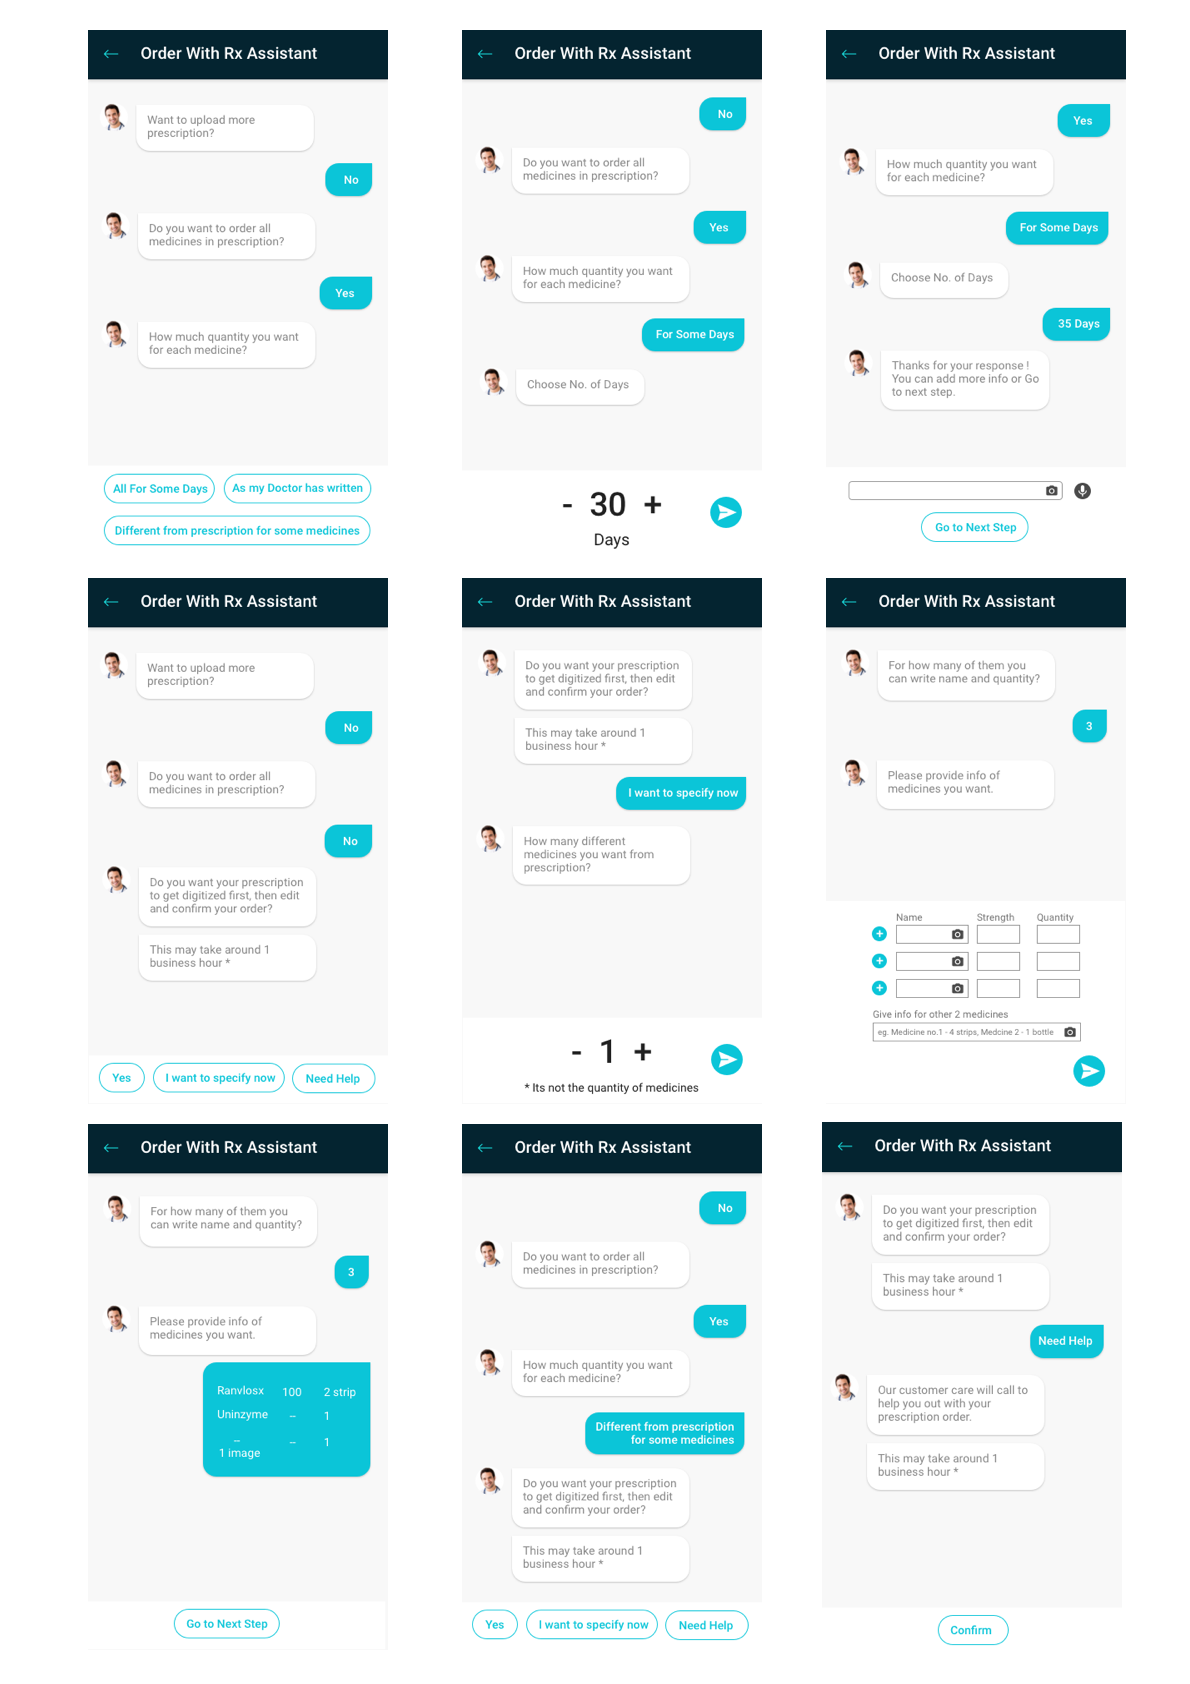 Order With Rx Assistant
Want to upload more
prescription?
No
Do you want to order all
medicines in prescription?
Yes
How much quantity you want
for each medicine?
All For Some Days
As my Doctor has written
Different from prescription for some medicines
Order With Rx Assistant
No
Do you want to order all
medicines in prescription?
Yes
How much quantity you want
for each medicine?
For Some Days
Choose No. of Days
- 30 +
Days
Order With Rx Assistant
Yes
How much quantity you want
for each medicine?
For Some Days
Choose No. of Days
35 Days
Thanks for your response !
You can add more info or Go
to next step.
Go to Next Step
Order With Rx Assistant
Want to upload more
prescription?
No
Do you want to order all
medicines in prescription?
No
Do you want your prescription
to get digitized first, then edit
and confirm your order?
This may take around 1
business hour *
Yes
I want to specify now
Need Help
Order With Rx Assistant
Do you want your prescription
to get digitized first, then edit
and confirm your order?
This may take around 1
business hour *
I want to specify now
How many different
medicines you want from
prescription?
- 1 +
* Its not the quantity of medicines
Order With Rx Assistant
For how many of them you
can write name and quantity?
3
Please provide info of
medicines you want.
Name Strength Quantity
Give info for other 2 medicines
eg. Medicine no.1 - 4 strips, Medcine 2 - 1 bottle
Order With Rx Assistant
For how many of them you
can write name and quantity?
3
Please provide info of
medicines you want.
Ranvlosx 100 2 strip
Uninzyme -- 1
-- -- 1
1 image
Go to Next Step
Order With Rx Assistant
No
Do you want to order all
medicines in prescription?
Yes
How much quantity you want
for each medicine?
Different from prescription
for some medicines
Do you want your prescription
to get digitized first, then edit
and confirm your order?
This may take around 1
business hour *
Yes
I want to specify now
Need Help
Order With Rx Assistant
Do you want your prescription
to get digitized first, then edit
and confirm your order?
This may take around 1
business hour *
Need Help
Our customer care will call to
help you out with your
prescription order.
This may take around 1
business hour *
Confirm